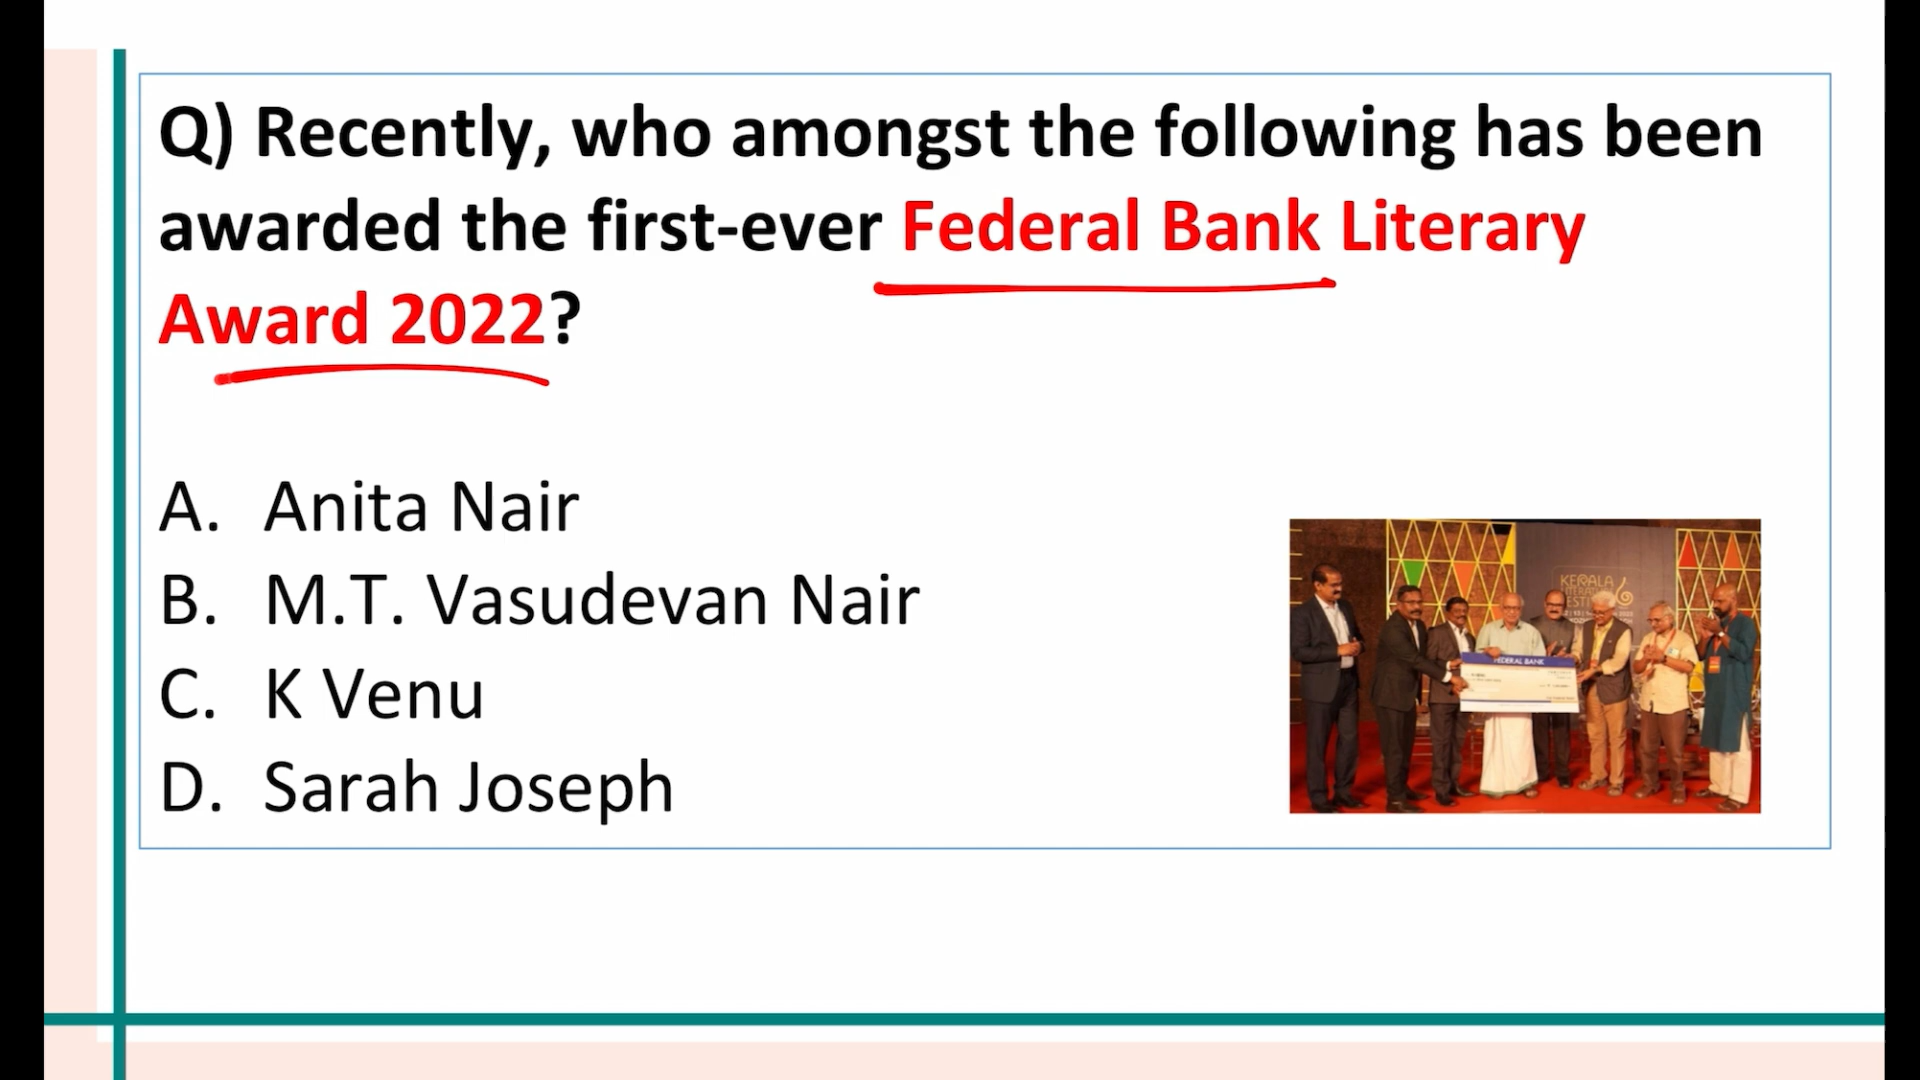 Q) Recently, who amongst the following has been
awarded the first-ever Federal Bank Literary
Award 2022?
A. Anita Nair
B. M.T. Vasudevan Nair
C. K Venu
D. Sarah Joseph
KERALA
FEDERAL BANK